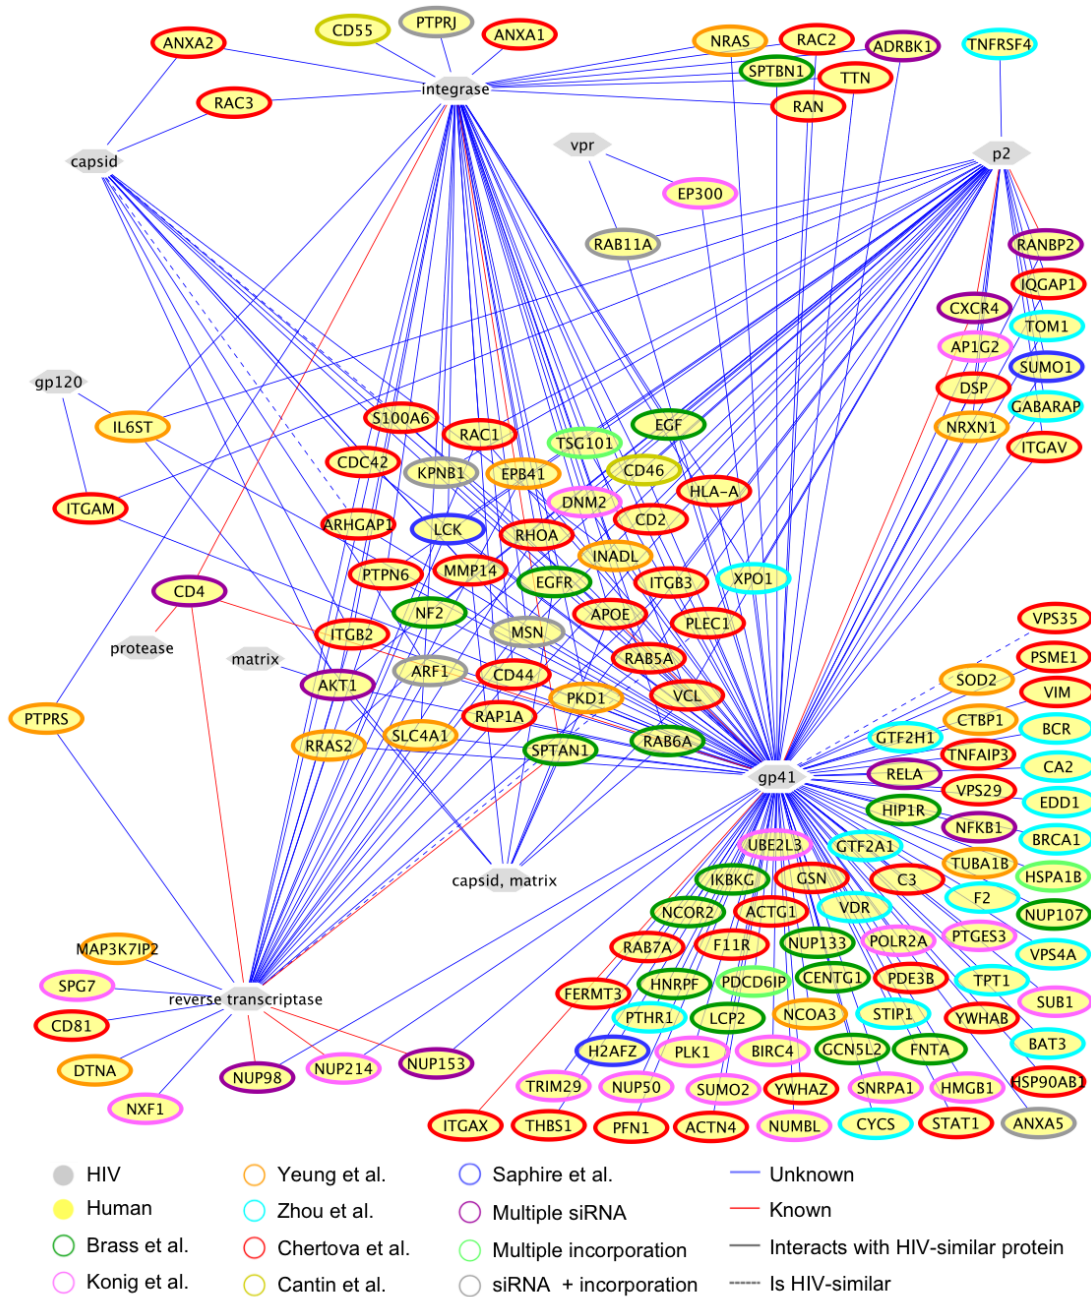 PTPRJ
CD55
ANXA1
ANXA2
NRAS
RAC2
ADRBK1
TNFRSF4
SPTBN1
TTN
integrase
RAC3
RAN
vpr
p2
capsid
EP300
RAB11A
RANBP2
IQGAP1
CXCR4
TOM1
AP1G2
SUMO1
gp120
DSP
GABARAP
IL6ST
S100A6
RAC1
EGF
NRXN1
TSG101
ITGAV
CDC42
KPNB1
EPB41
CD46
HLA-A
ITGAM
DNM2
ARHGAP1
LCK
RHOA
CD2
INADL
PTPN6
MMP14
EGFR
ITGB3
XPO1
CD4
NF2
APOE
PLEC1
VPS35
protease
ITGB2
MSN
matrix
RAB5A
PSME1
ARF1
CD44
SOD2
AKT1
PKD1
VCL
VIM
PTPRS
RAP1A
CTBP1
BCR
SLC4A1
GTF2H1
RRAS2
SPTAN1
RAB6A
TNFAIP3
CA2
gp41
RELA
VPS29
EDD1
HIP1R
NFKB1
BRCA1
UBE2L3
GTF2A1
TUBA1B
HSPA1B
capsid, matrix
IKBKG
GSN
C3
F2
NCOR2
ACTG1
VDR
NUP107
MAP3K7IP2
RAB7A
F11R
NUP133
POLR2A
PTGES3
VPS4A
SPG7
reverse transcriptase
FERMT3
HNRPF
PDCD6IP
CENTG1
PDE3B
TPT1
SUB1
CD81
PTHR1
LCP2
NCOA3
STIP1
YWHAB
BAT3
DTNA
NUP98
NUP214
NUP153
H2AFZ
PLK1
BIRC4
GCN5L2
FNTA
HSP90AB1
NXF1
TRIM29
NUP50
SUMO2
YWHAZ
SNRPA1
HMGB1
ITGAX
THBS1
PFN1
ACTN4
NUMBL
CYCS
STAT1
ANXA5
HIV
Yeung et al.
Saphire et al.
Unknown
Human
Zhou et al.
Multiple siRNA
Known
Brass et al.
Chertova et al.
Multiple incorporation
Interacts with HIV-similar protein
Konig et al.
Cantin et al.
siRNA + incorporation
Is HIV-similar